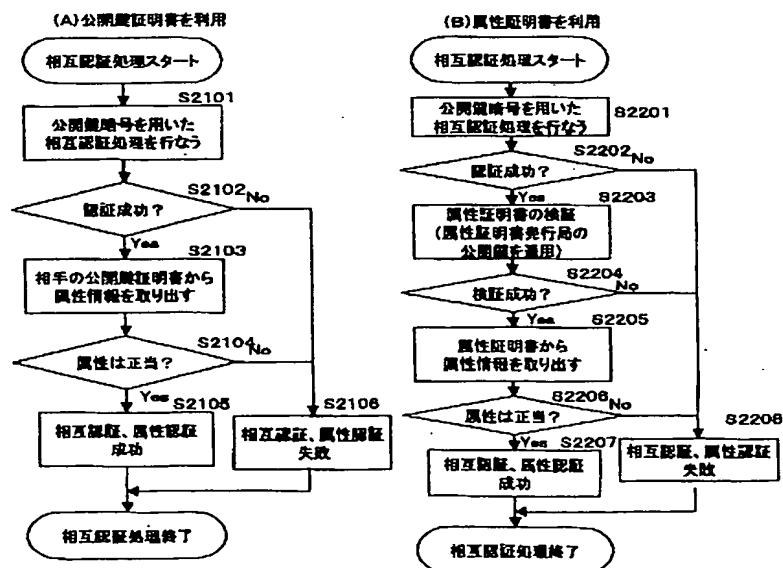 (A)公開鍵証明書を利用
相互認証処理スタート
S2101
公開鍵暗号を用いた
相互認証処理を行なう
S2102
認証成功？
No
Yes
S2103
相手の公開鍵証明書から
属性情報を取り出す
S2104
属性は正当？
No
Yes
S2105
相互認証、属性認証
成功
S2106
相互認証、属性認証
失敗
相互認証処理終了
(B)属性証明書を利用
相互認証処理スタート
S2201
公開鍵暗号を用いた
相互認証処理を行なう
S2202
認証成功？
No
Yes
S2203
属性証明書の検証
(属性証明書発行局の
公開鍵を適用)
S2204
検証成功？
No
Yes
S2205
属性証明書から
属性情報を取り出す
S2206
属性は正当？
No
Yes
S2207
相互認証、属性認証
成功
S2208
相互認証、属性認証
失敗
相互認証処理終了